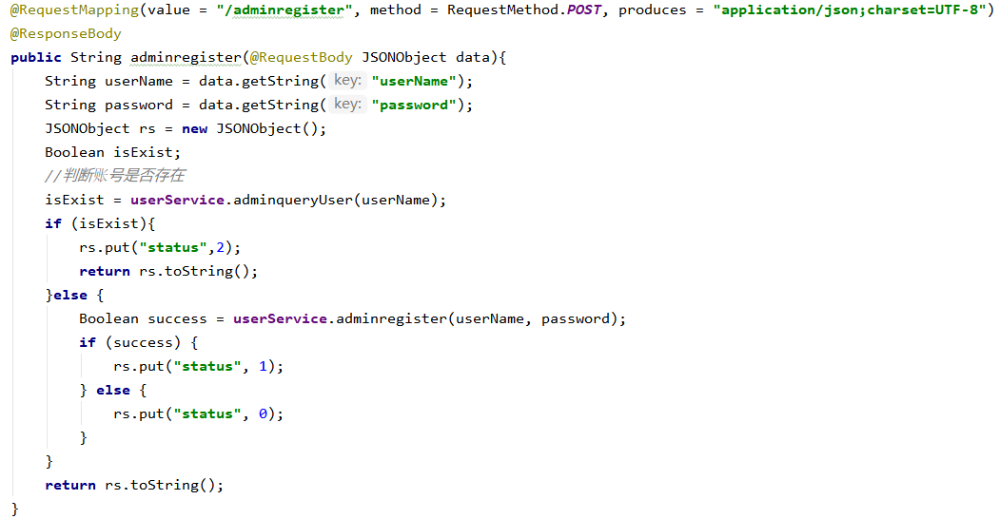 @RequestMapping(value = "/adminregister", method = RequestMethod.POST, produces = "application/json;charset=UTF-8")
@ResponseBody
public String adminregister(@RequestBody JSONObject data){
    String userName = data.getString( key: "userName");
    String password = data.getString( key: "password");
    JSONObject rs = new JSONObject();
    Boolean isExist;
    //判断账号是否存在
    isExist = userService.adminqueryUser(userName);
    if (isExist){
        rs.put("status",2);
        return rs.toString();
    }else {
        Boolean success = userService.adminregister(userName, password);
        if (success) {
            rs.put("status", 1);
        } else {
            rs.put("status", 0);
        }
    }
    return rs.toString();
}